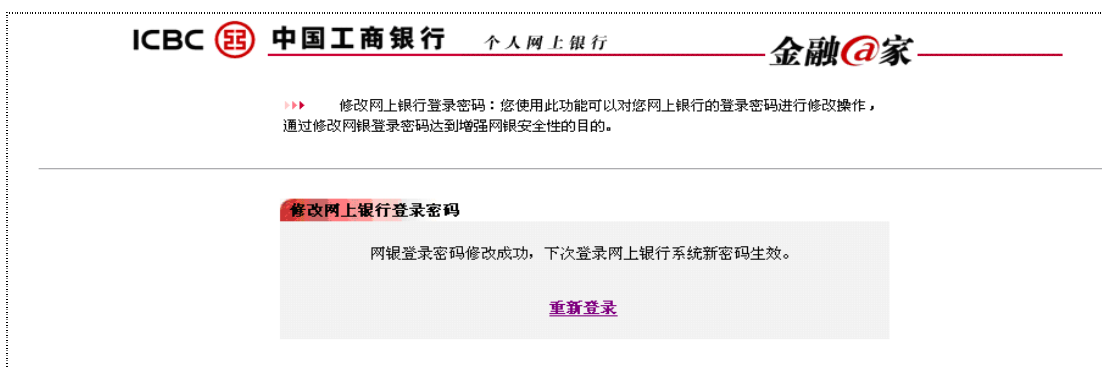 ICBC 中国工商银行 个人网上银行 金融@家
修改网上银行登录密码：您使用此功能可以对您网上银行的登录密码进行修改操作，
通过修改网银登录密码达到增强网银安全性的目的。
修改网上银行登录密码
网银登录密码修改成功，下次登录网上银行系统新密码生效。
重新登录